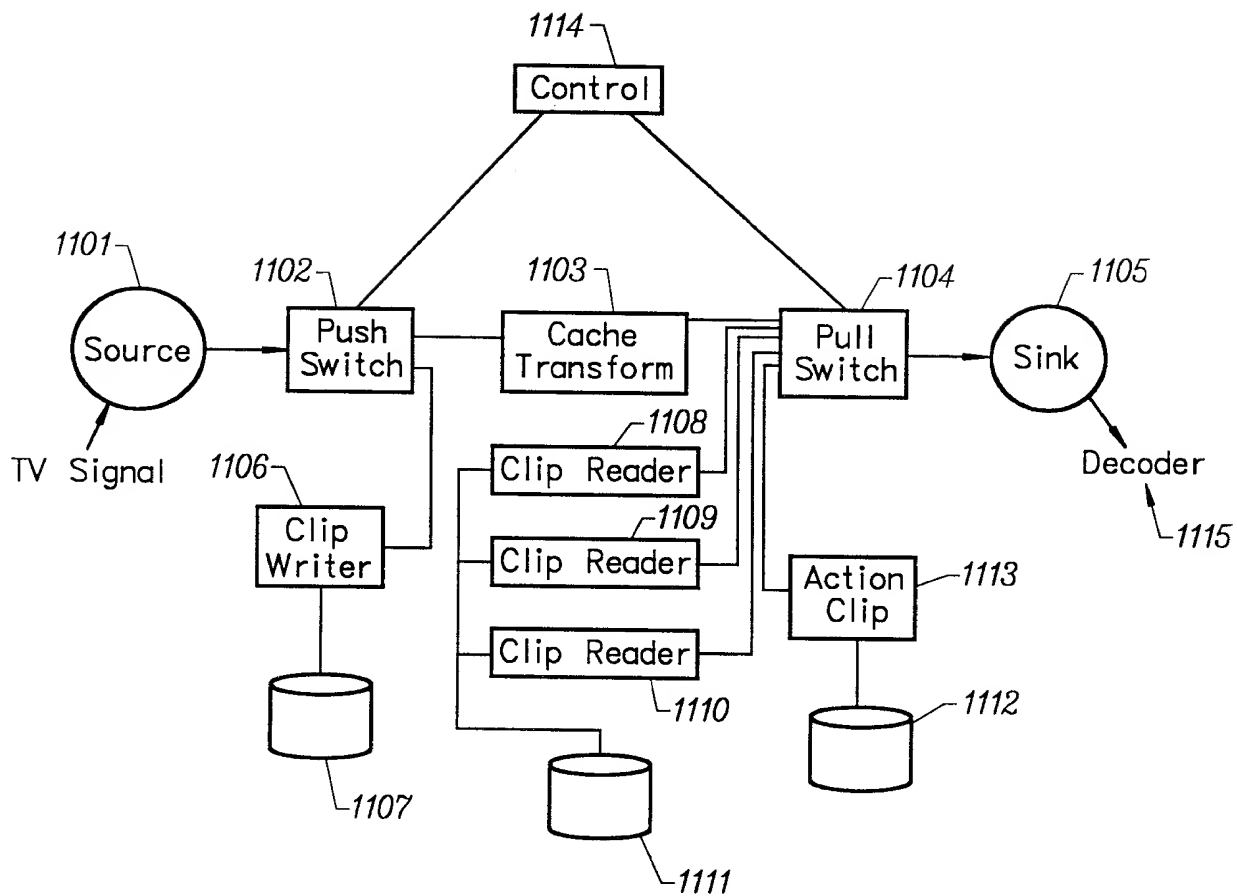 1114
Control
1101
1102
1103
1104
1105
Source
Push
Switch
Cache
Transform
Pull
Switch
Sink
TV Signal
1106
1108
Clip Reader
Decoder
1109
1115
Clip
Writer
Clip Reader
Action
Clip
1113
Clip Reader
1110
1112
1107
1111